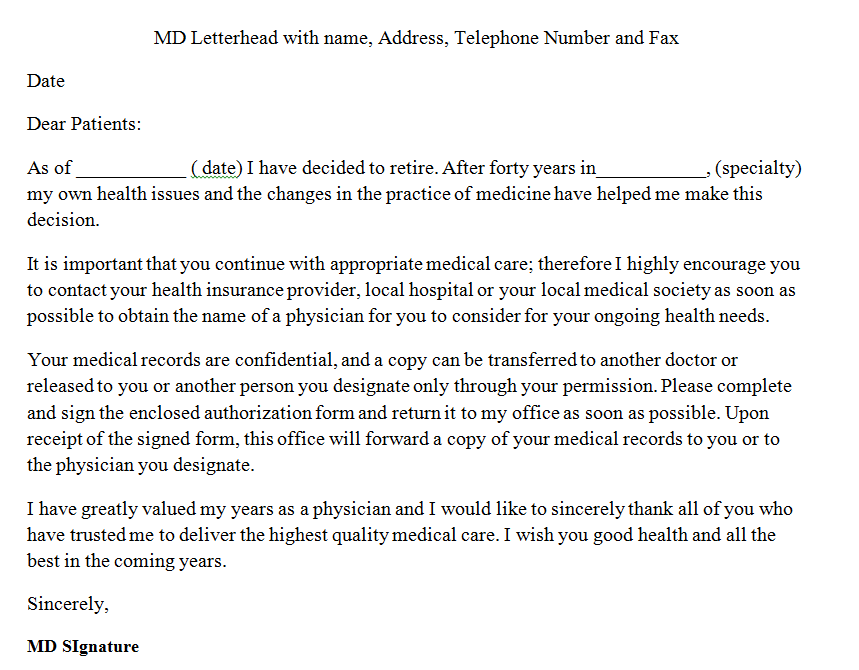 MD Letterhead with name, Address, Telephone Number and Fax
Date
Dear Patients:
As of ___________ ( date) I have decided to retire. After forty years in___________, (specialty)
my own health issues and the changes in the practice of medicine have helped me make this
decision.
It is important that you continue with appropriate medical care; therefore I highly encourage you
to contact your health insurance provider, local hospital or your local medical society as soon as
possible to obtain the name of a physician for you to consider for your ongoing health needs.
Your medical records are confidential, and a copy can be transferred to another doctor or
released to you or another person you designate only through your permission. Please complete
and sign the enclosed authorization form and return it to my office as soon as possible. Upon
receipt of the signed form, this office will forward a copy of your medical records to you or to
the physician you designate.
I have greatly valued my years as a physician and I would like to sincerely thank all of you who
have trusted me to deliver the highest quality medical care. I wish you good health and all the
best in the coming years.
Sincerely,
MD SIgnature